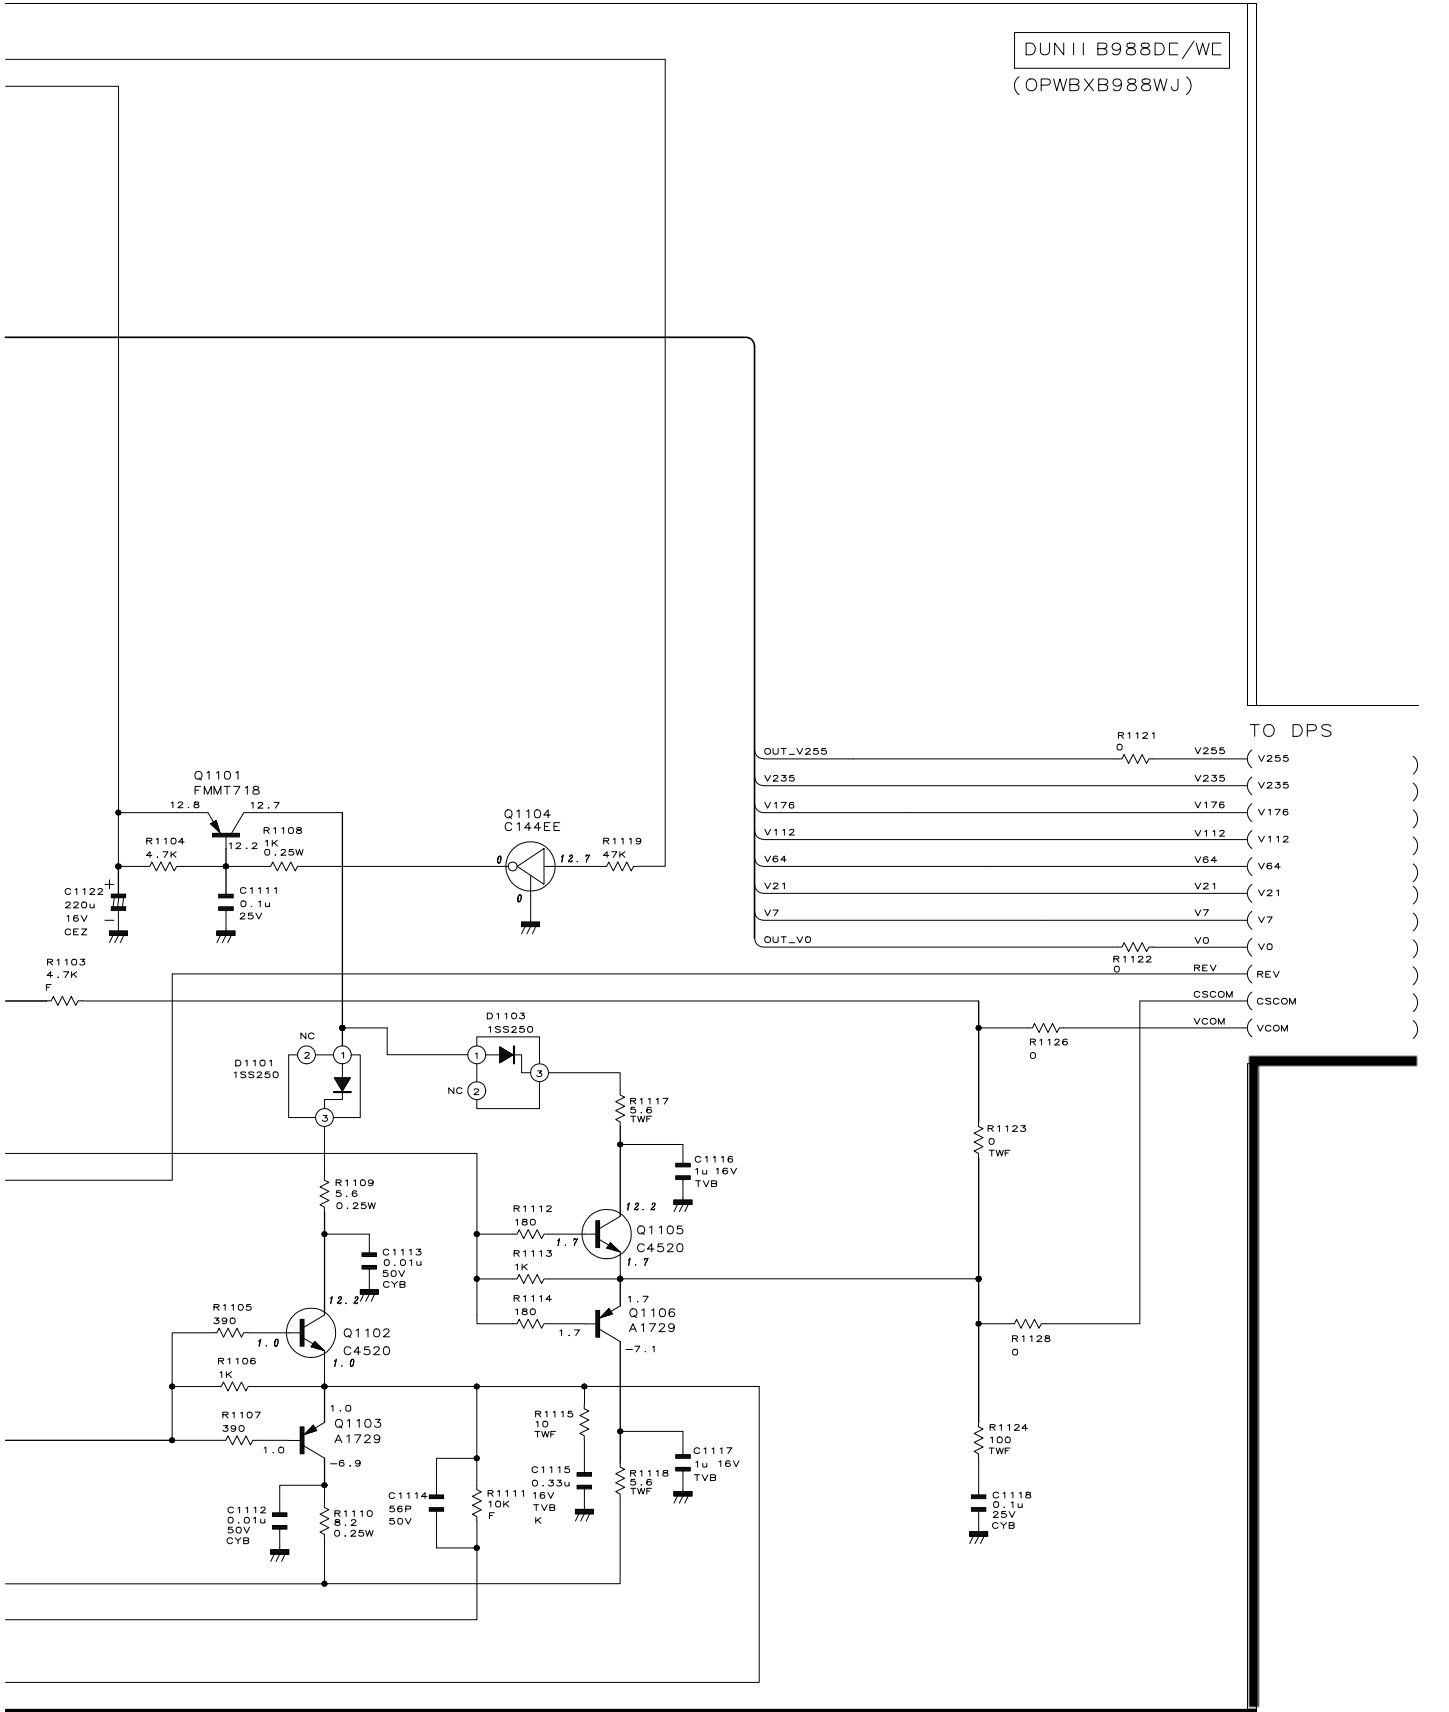 DUNII B988DE/WE
(OPWBXB988WJ)
TO DPS
R1121
0
OUT_V255
V255
V255
V235
V235
V235
V176
V176
V176
V112
V112
V112
V64
V64
V64
V21
V21
V21
V7
V7
V7
OUT_V0
V0
V0
R1122
0
REV
REV
CSCOM
CSCOM
VCOM
VCOM
Q1101
FMMT718
12.8
12.7
12.2
R1104
4.7K
R1108
1K
0.25W
Q1104
C144EE
0
12.7
0
R1119
47K
C1122
220u
16V
CEZ
+
-
C1111
0.1u
25V
R1103
4.7K
F
D1103
1SS250
NC
2
1
D1101
1SS250
3
1
3
NC
2
R1126
0
R1117
5.6
TWF
R1123
0
TWF
C1116
1u 16V
TVB
R1109
5.6
0.25W
R1112
180
12.2
1.7
Q1105
C4520
1.7
R1113
1K
C1113
0.01u
50V
CYB
R1114
180
1.7
1.7
Q1106
A1729
-7.1
R1128
0
12.2
R1105
390
1.0
Q1102
C4520
1.0
R1106
1K
R1107
390
1.0
1.0
Q1103
A1729
-6.9
R1115
10
TWF
R1124
100
TWF
C1117
1u 16V
TVB
C1115
0.33u
16V
TVB
K
R1118
5.6
TWF
C1114
56P
50V
R1111
10K
F
C1118
0.1u
25V
CYB
C1112
0.01u
50V
CYB
R1110
8.2
0.25W